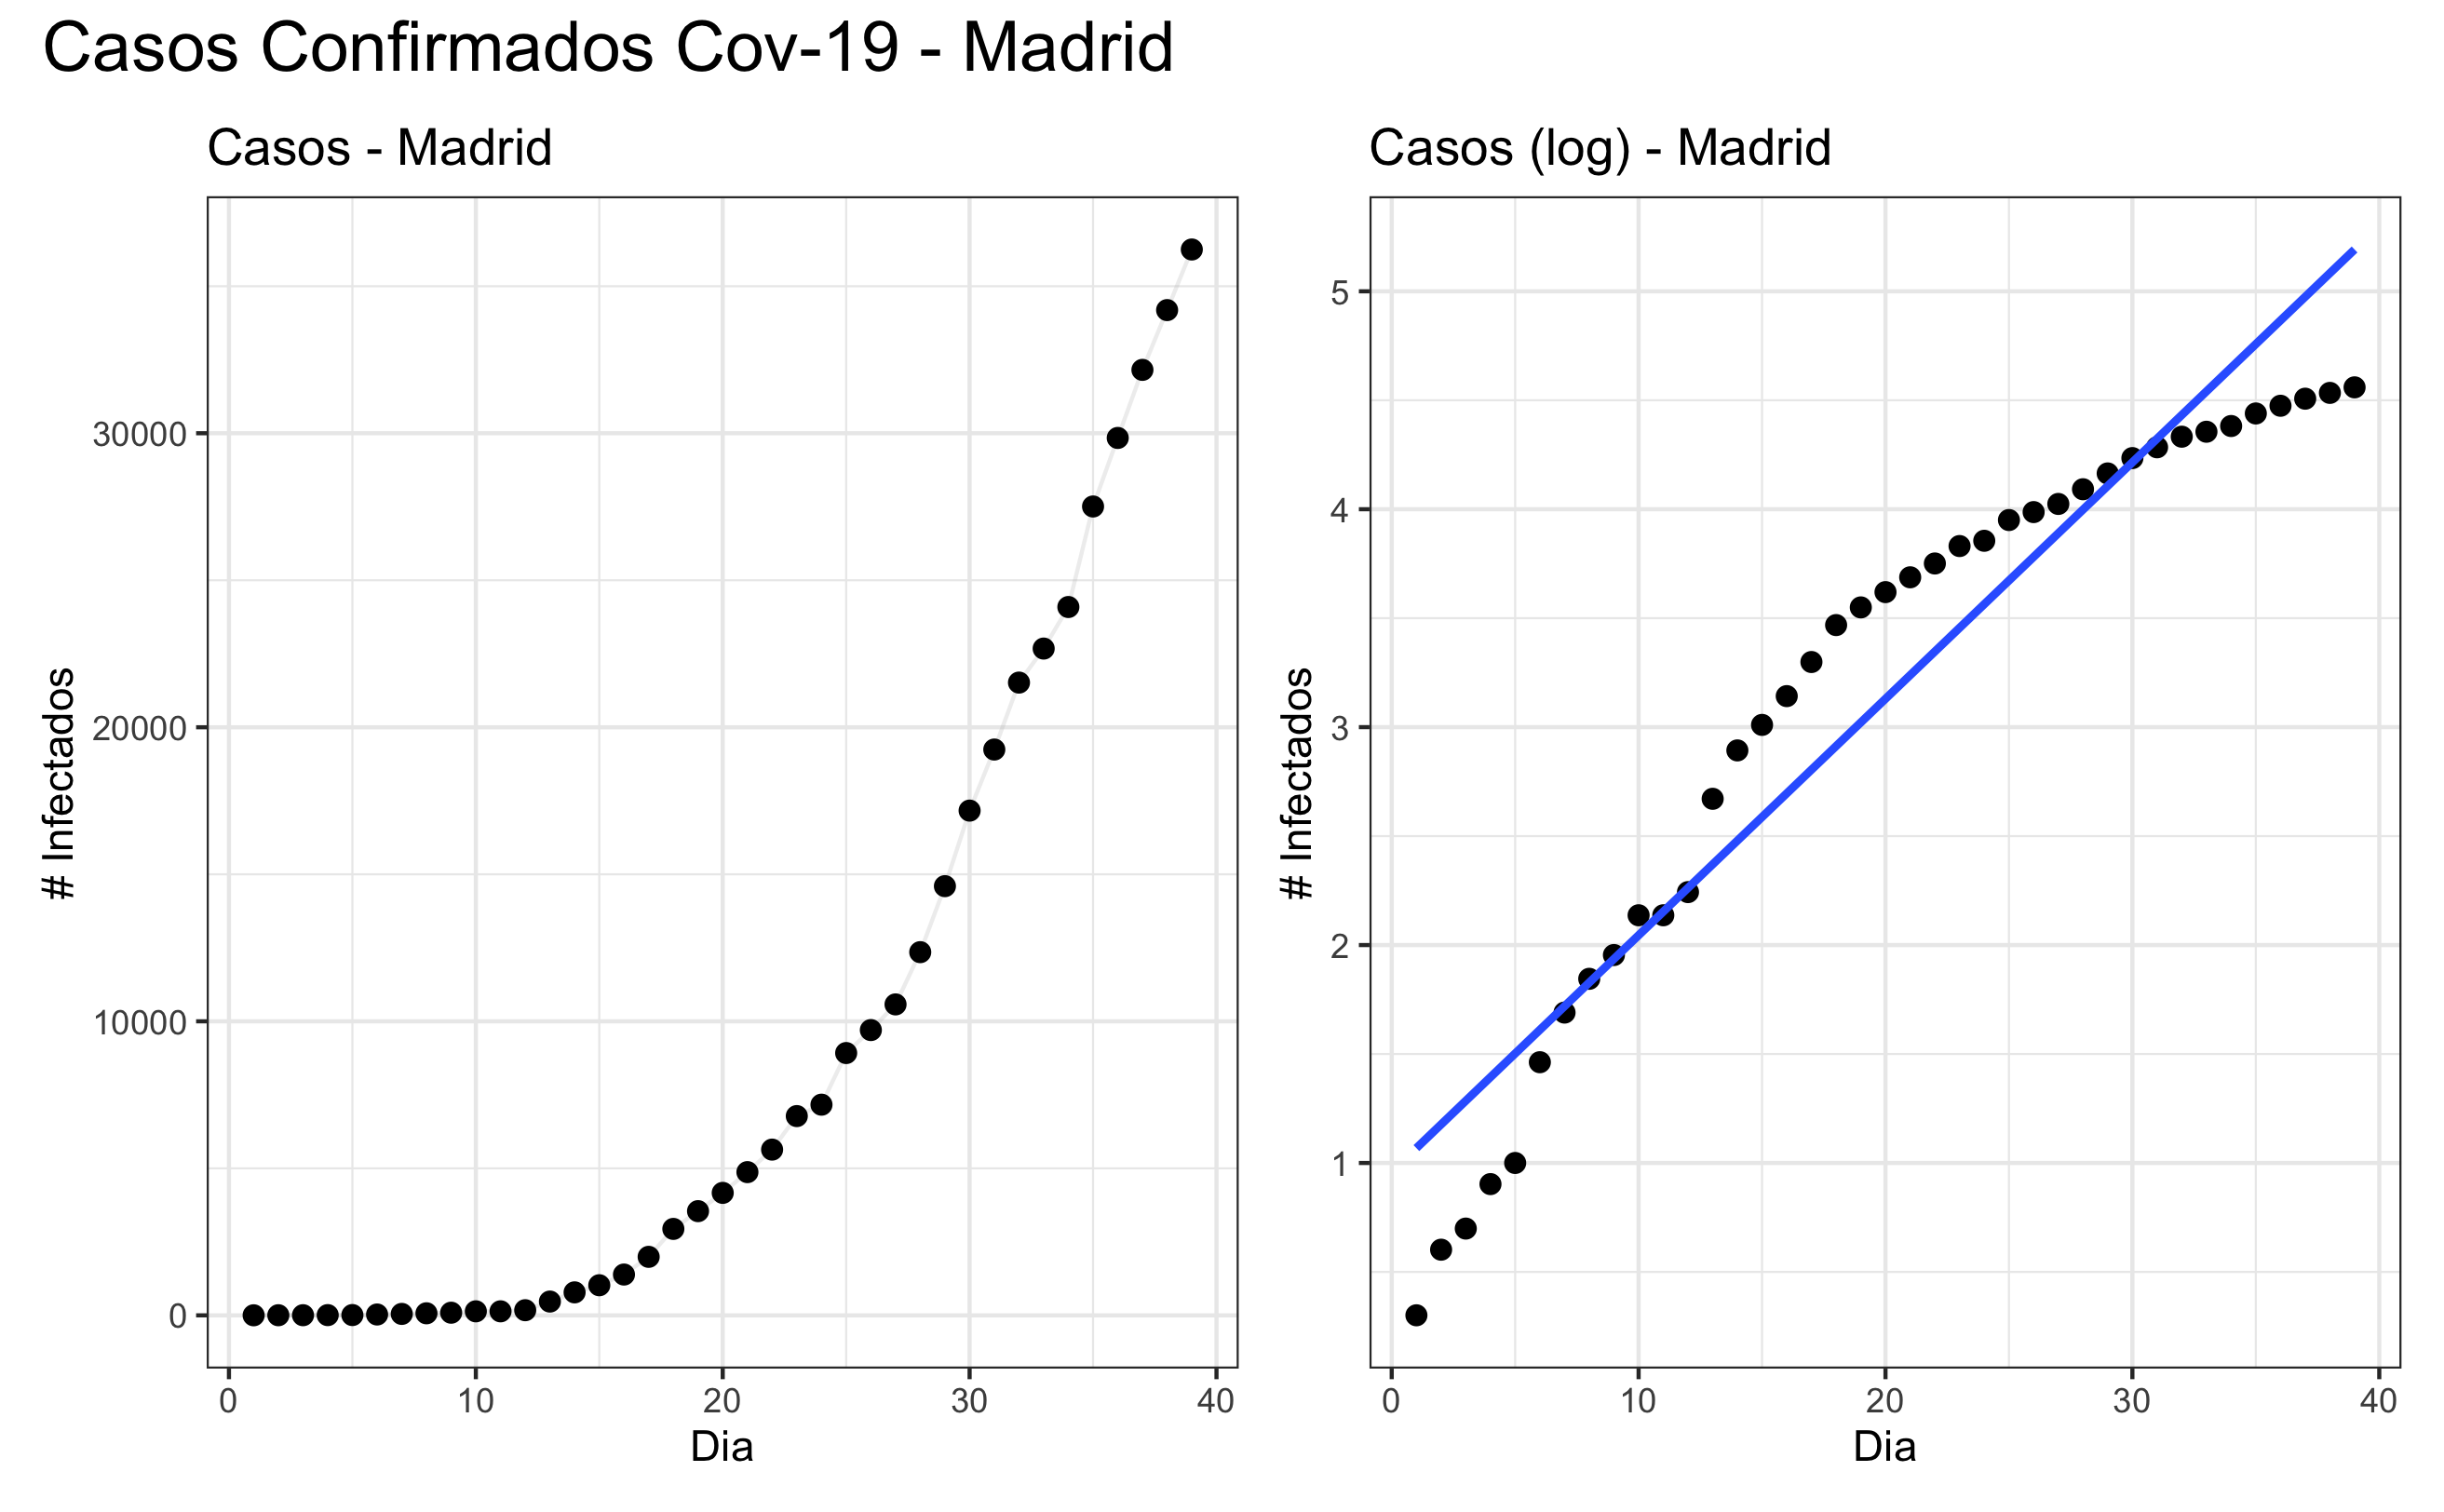 Casos Confirmados Cov-19 - Madrid
Casos - Madrid
# Infectados
30000
20000
10000
0
0 10 20 30 40
Dia
Casos (log) - Madrid
# Infectados
5
4
3
2
1
0 10 20 30 40
Dia